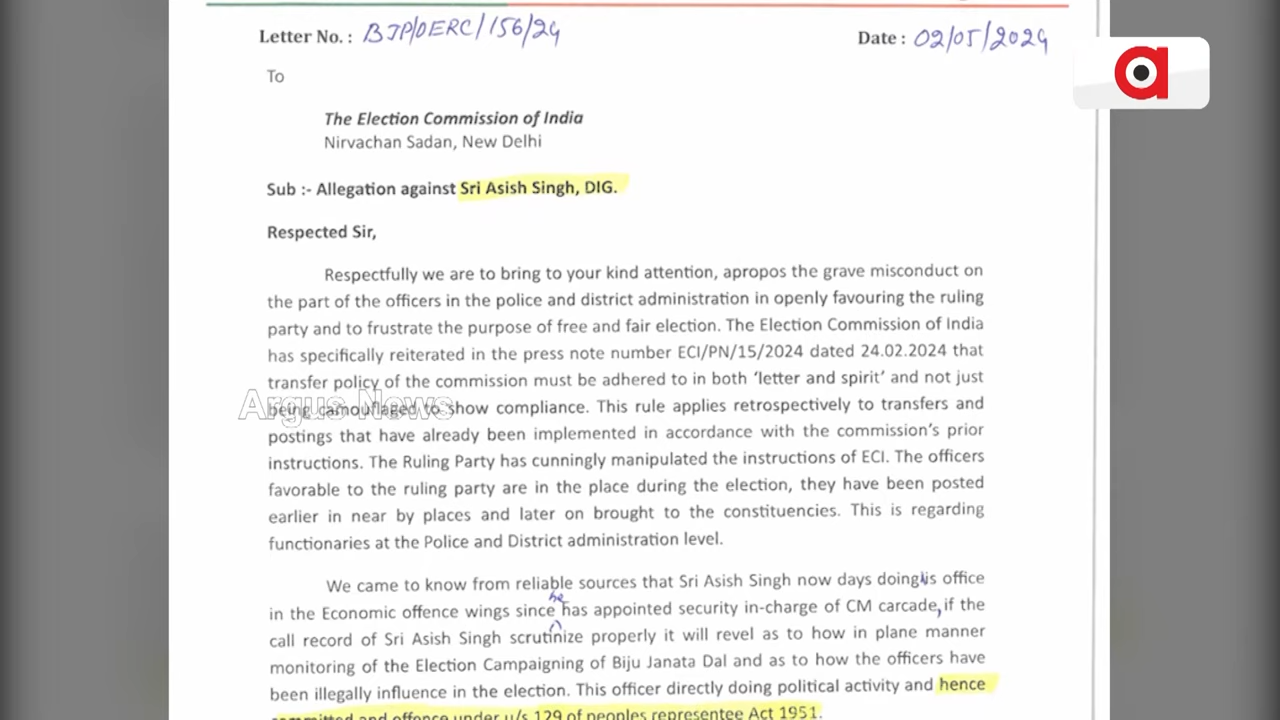 Letter No. : BJP/OERC/156/24
Date : 02/05/2024
a
To
The Election Commission of India
Nirvachan Sadan, New Delhi
Sub :- Allegation against Sri Asish Singh, DIG.
Respected Sir,
Respectfully we are to bring to your kind attention, apropos the grave misconduct on
the part of the officers in the police and district administration in openly favouring the ruling
party and to frustrate the purpose of free and fair election. The Election Commission of India
has specifically reiterated in the press note number ECI/PN/15/2024 dated 24.02.2024 that
transfer policy of the commission must be adhered to in both ‘letter and spirit’ and not just
being camouflaged to show compliance. This rule applies retrospectively to transfers and
Argus News
postings that have already been implemented in accordance with the commission’s prior
instructions. The Ruling Party has cunningly manipulated the instructions of ECI. The officers
favorable to the ruling party are in the place during the election, they have been posted
earlier in near by places and later on brought to the constituencies. This is regarding
functionaries at the Police and District administration level.
We came to know from reliable sources that Sri Asish Singh now days doing is office
in the Economic offence wings since he has appointed security in-charge of CM carcade, if the
call record of Sri Asish Singh scrutinize properly it will revel as to how in plane manner
monitoring of the Election Campaigning of Biju Janata Dal and as to how the officers have
been illegally influence in the election. This officer directly doing political activity and hence
committed and offence under u/s 129 of peoples representee Act 1951.